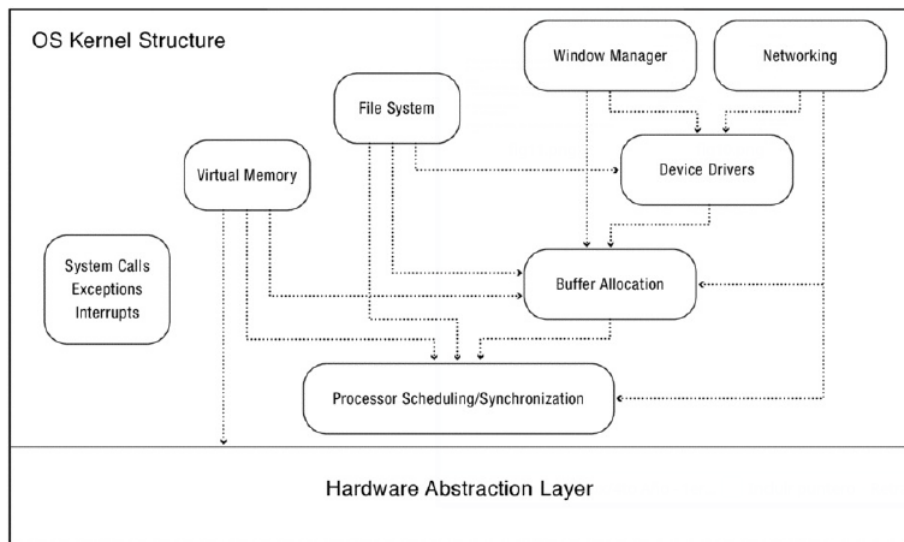 OS Kernel Structure
Window Manager
Networking
File System
Device Drivers
Virtual Memory
System Calls
Exceptions
Interrupts
Buffer Allocation
Processor Scheduling/Synchronization
Hardware Abstraction Layer